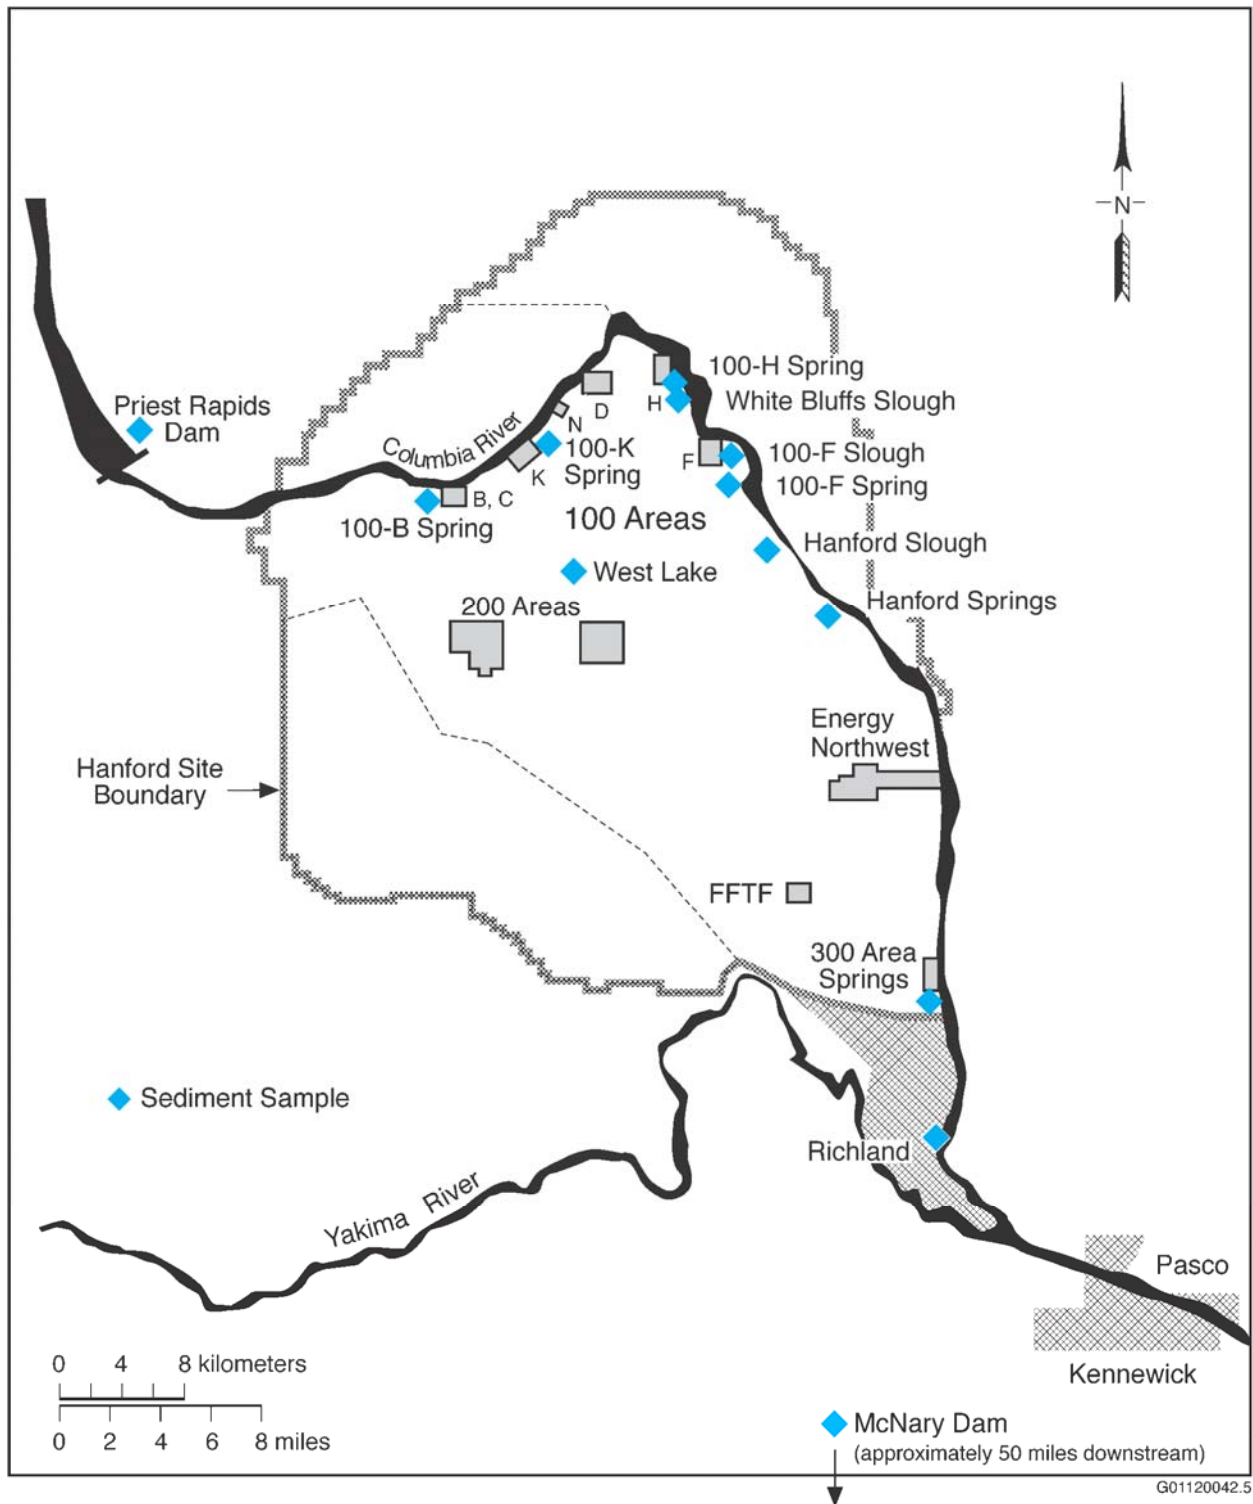 N
100-H Spring
Priest Rapids
Dam
White Bluffs Slough
H
D
N
Columbia River
100-K
Spring
K
F
100-F Slough
100-F Spring
B, C
100-B Spring
100 Areas
Hanford Slough
West Lake
Hanford Springs
200 Areas
Energy
Northwest
Hanford Site
Boundary
FFTF
300 Area
Springs
Sediment Sample
Richland
Yakima River
Pasco
Kennewick
0 4 8 kilometers
0 2 4 6 8 miles
McNary Dam
(approximately 50 miles downstream)
G01120042.5